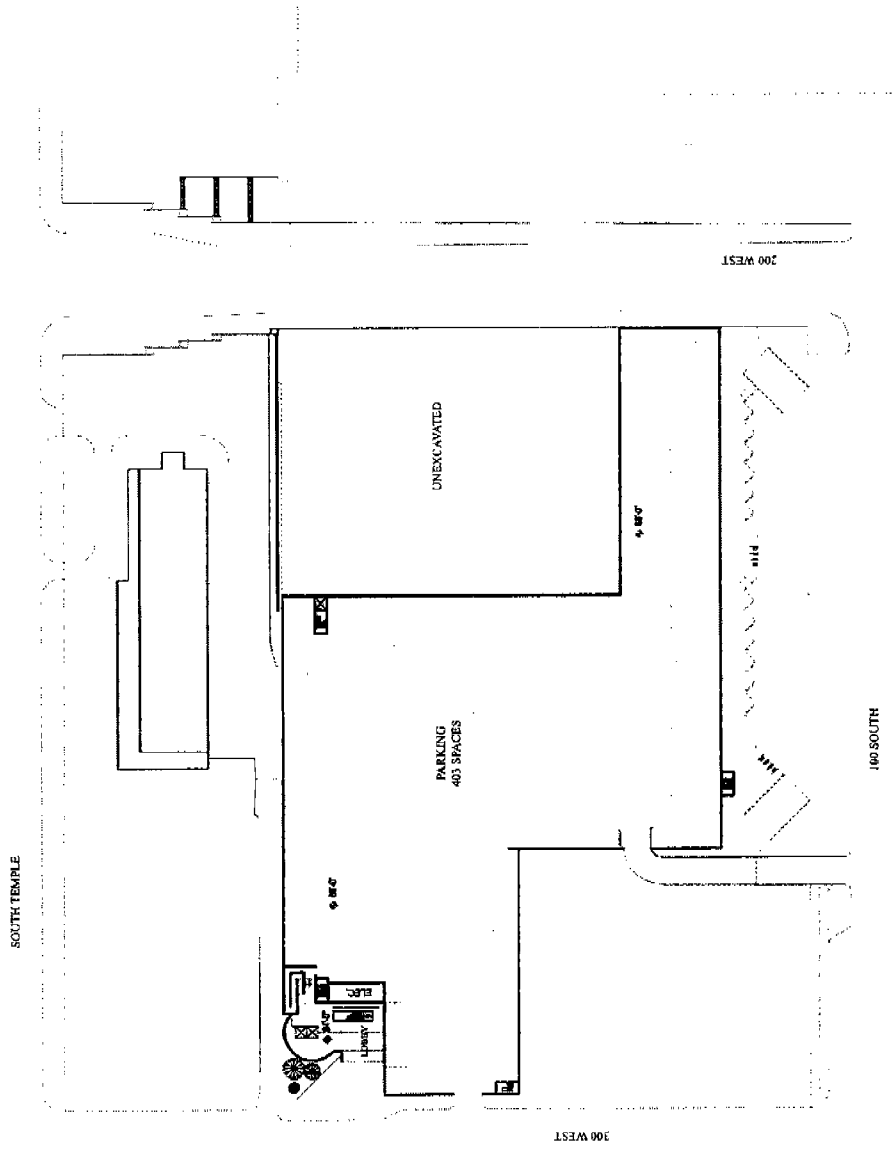 200 WEST
UNEXCAVATED
PARKING
403 SPACES
100 SOUTH
SOUTH TEMPLE
ELEC.
LOBBY
300 WEST